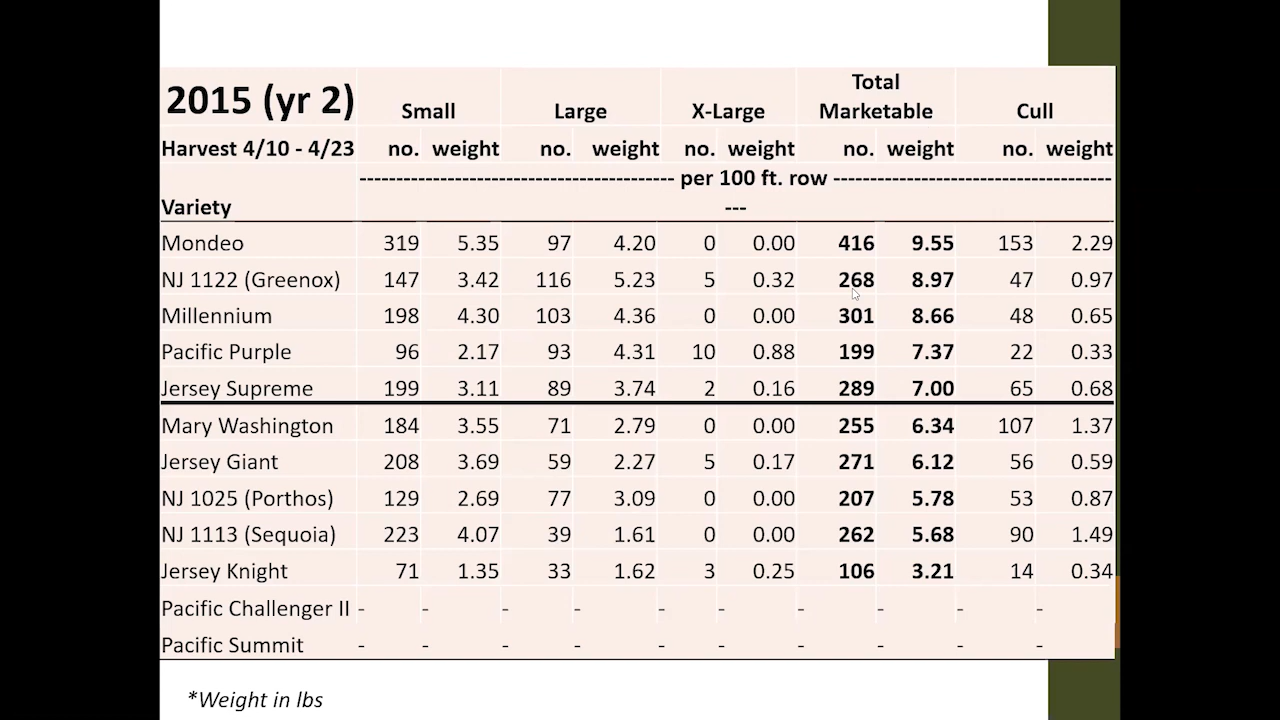 2015 (yr 2) Small Large X-Large Total Marketable Cull
Harvest 4/10 - 4/23 no. weight no. weight no. weight no. weight no. weight
Variety ------------------------------------------- per 100 ft. row --------------------------------------
---
Mondeo 319 5.35 97 4.20 0 0.00 416 9.55 153 2.29
NJ 1122 (Greenox) 147 3.42 116 5.23 5 0.32 268 8.97 47 0.97
Millennium 198 4.30 103 4.36 0 0.00 301 8.66 48 0.65
Pacific Purple 96 2.17 93 4.31 10 0.88 199 7.37 22 0.33
Jersey Supreme 199 3.11 89 3.74 2 0.16 289 7.00 65 0.68
Mary Washington 184 3.55 71 2.79 0 0.00 255 6.34 107 1.37
Jersey Giant 208 3.69 59 2.27 5 0.17 271 6.12 56 0.59
NJ 1025 (Porthos) 129 2.69 77 3.09 0 0.00 207 5.78 53 0.87
NJ 1113 (Sequoia) 223 4.07 39 1.61 0 0.00 262 5.68 90 1.49
Jersey Knight 71 1.35 33 1.62 3 0.25 106 3.21 14 0.34
Pacific Challenger II - - - - - - - - - -
Pacific Summit - - - - - - - - - -
*Weight in lbs